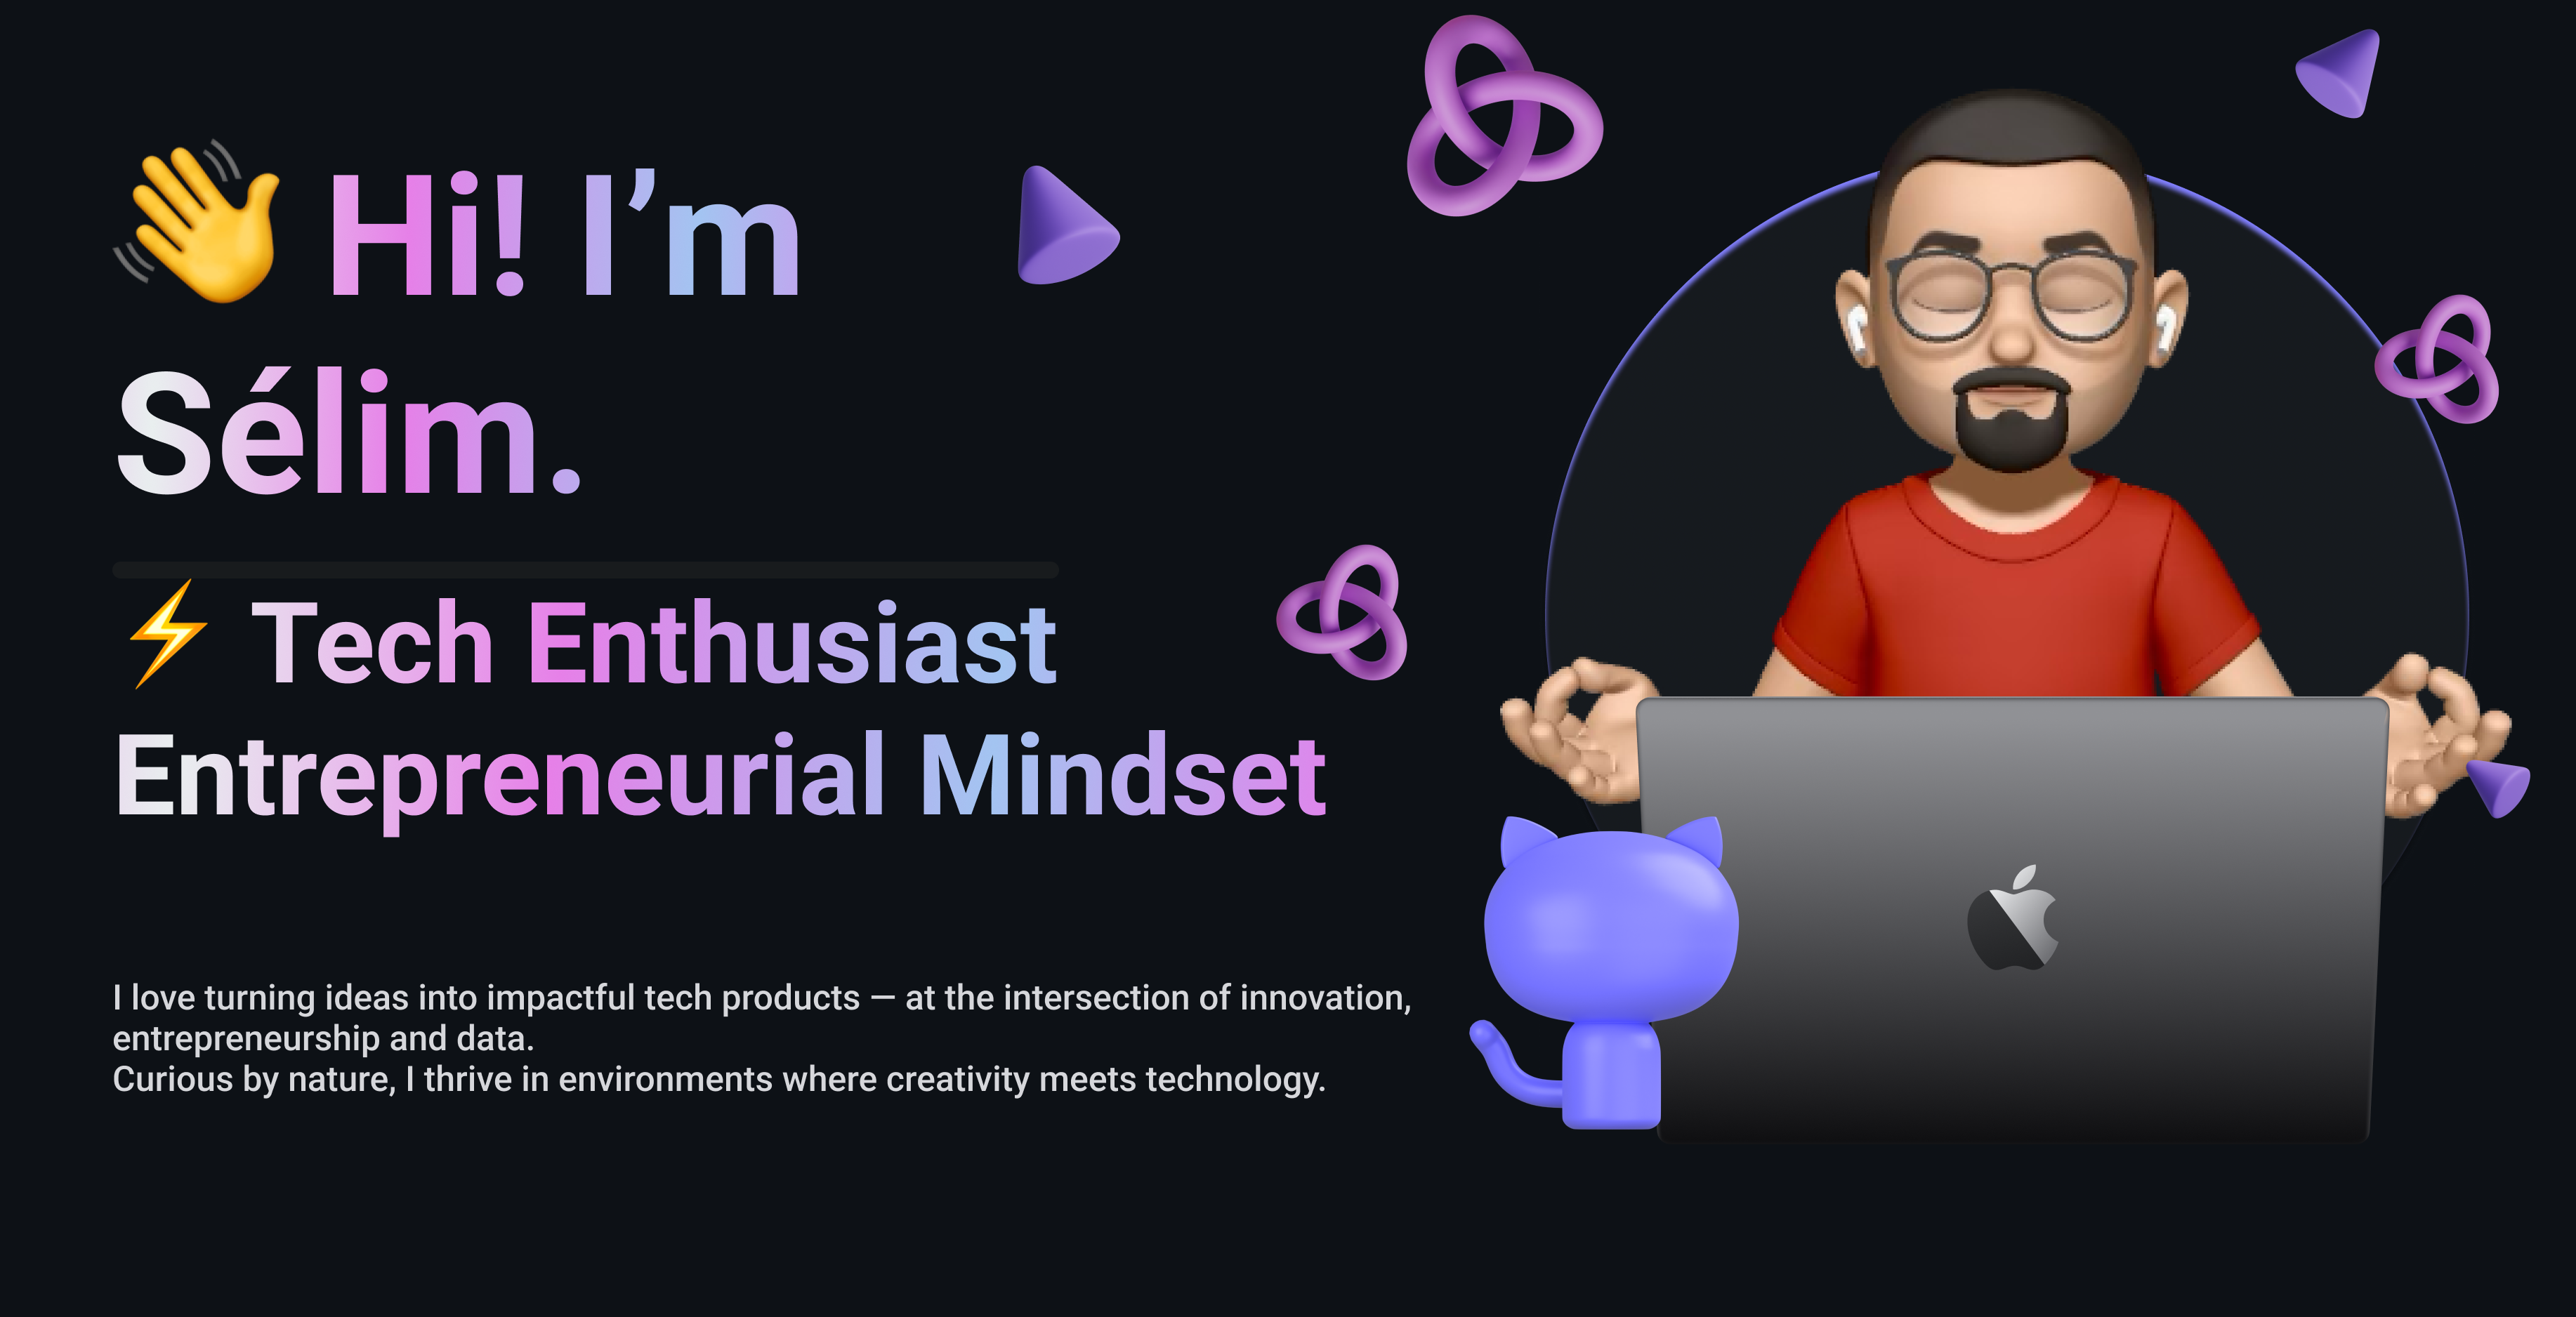 👋 Hi! I’m
Sélim.
⚡ Tech Enthusiast
Entrepreneurial Mindset
I love turning ideas into impactful tech products — at the intersection of innovation,
entrepreneurship and data.
Curious by nature, I thrive in environments where creativity meets technology.